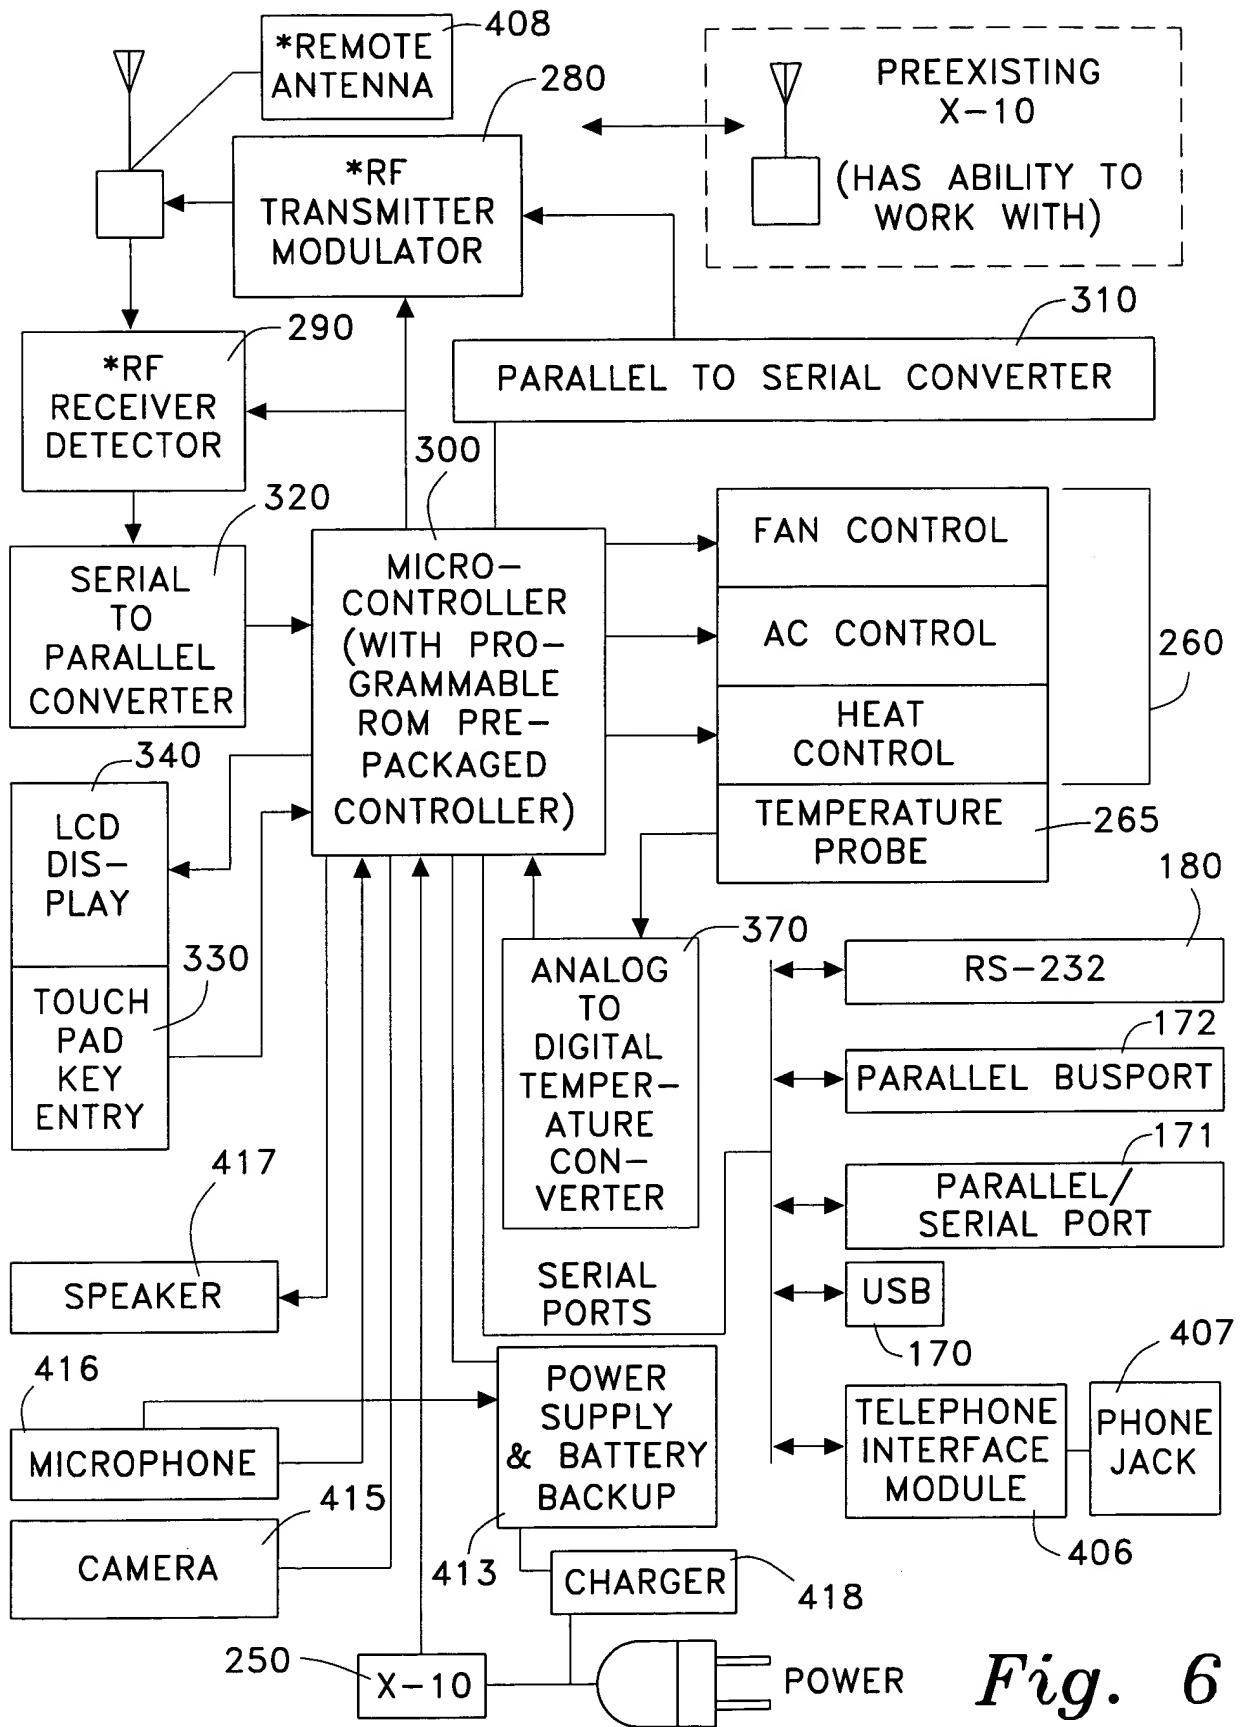 408
*REMOTE
ANTENNA
280
PREEXISTING
X-10
(HAS ABILITY TO
WORK WITH)
*RF
TRANSMITTER
MODULATOR
310
290
*RF
RECEIVER
DETECTOR
PARALLEL TO SERIAL CONVERTER
300
320
SERIAL
TO
PARALLEL
CONVERTER
MICRO-
CONTROLLER
(WITH PRO-
GRAMMABLE
ROM PRE-
PACKAGED
CONTROLLER)
FAN CONTROL
AC CONTROL
HEAT
CONTROL
260
TEMPERATURE
PROBE
265
340
LCD
DIS-
PLAY
330
TOUCH
PAD
KEY
ENTRY
370
ANALOG
TO
DIGITAL
TEMPER-
ATURE
CON-
VERTER
180
RS-232
172
PARALLEL BUSPORT
171
PARALLEL/
SERIAL PORT
417
SPEAKER
SERIAL
PORTS
USB
170
407
416
MICROPHONE
POWER
SUPPLY
& BATTERY
BACKUP
TELEPHONE
INTERFACE
MODULE
PHONE
JACK
415
CAMERA
413
406
CHARGER
418
250
X-10
POWER
Fig. 6